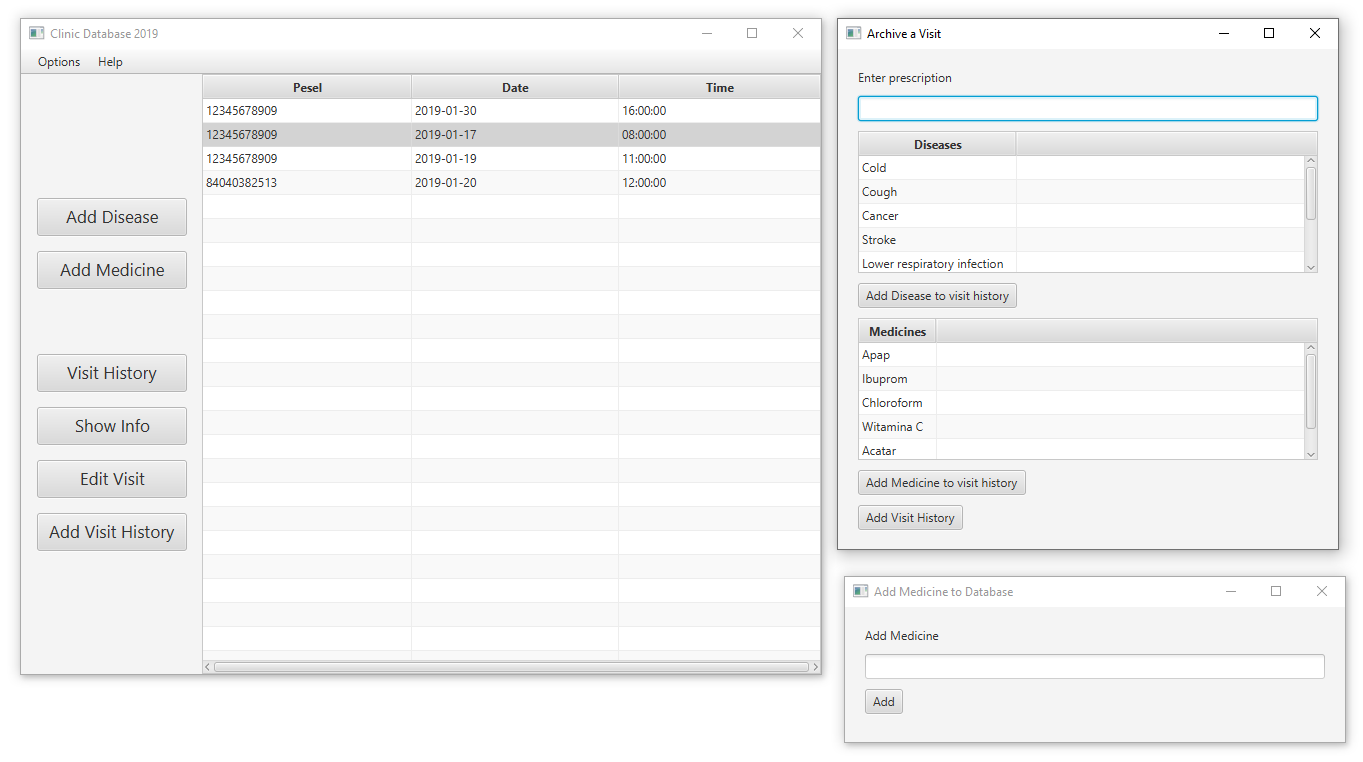 Clinic Database 2019
Options Help
Pesel Date Time
12345678909 2019-01-30 16:00:00
12345678909 2019-01-17 08:00:00
12345678909 2019-01-19 11:00:00
84040382513 2019-01-20 12:00:00
Add Disease
Add Medicine
Visit History
Show Info
Edit Visit
Add Visit History
Archive a Visit
Enter prescription
Diseases
Cold
Cough
Cancer
Stroke
Lower respiratory infection
Add Disease to visit history
Medicines
Apap
Ibuprom
Chloroform
Witamina C
Acatar
Add Medicine to visit history
Add Visit History
Add Medicine to Database
Add Medicine
Add